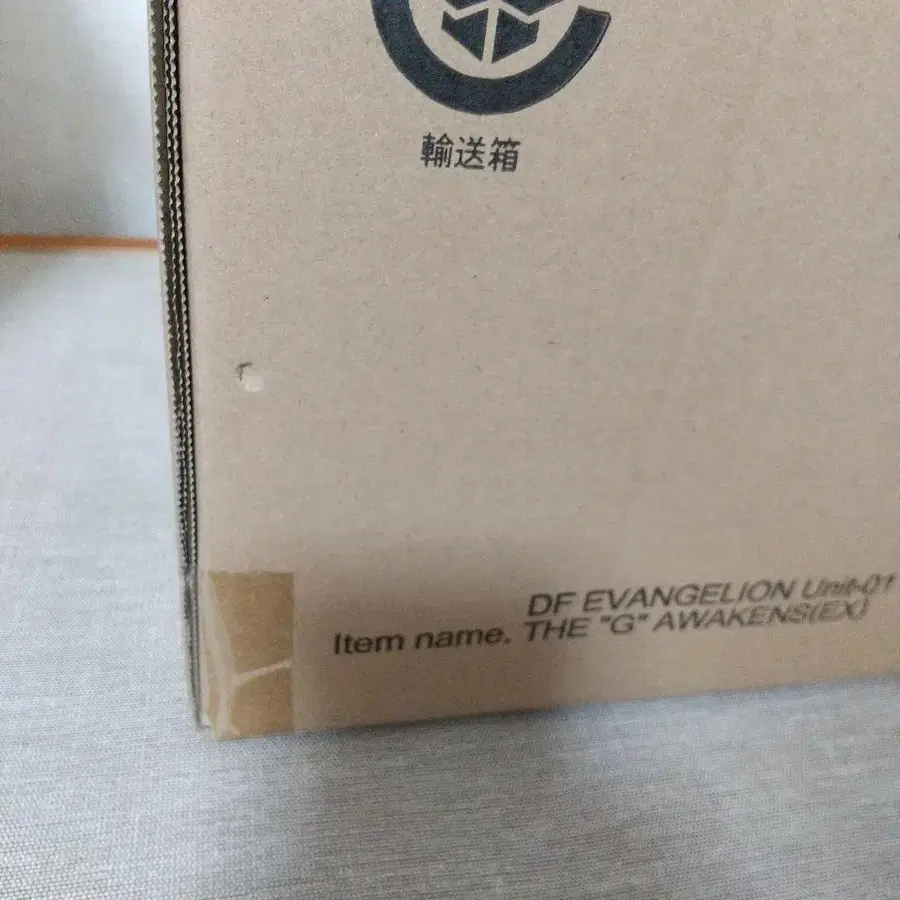 輸送箱
DF EVANGELION Unit-01
Item name. THE "G" AWAKENS(EX)